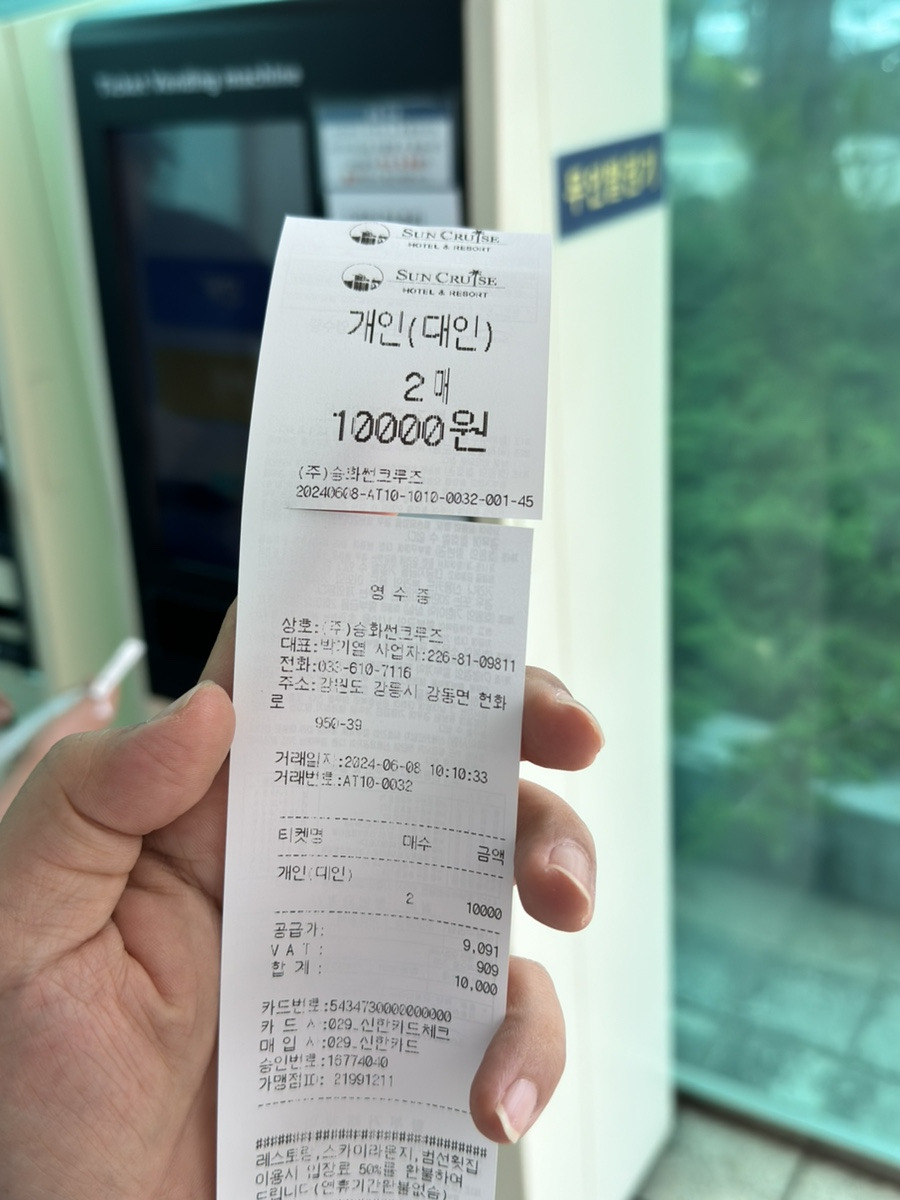 Ticket Vending machine
무선발권기
SUN CRUISE
HOTEL & RESORT
SUN CRUISE
HOTEL & RESORT
개인(대인)
2매
10000원
(주)승화썬크루즈
20240608-AT10-1010-0032-001-45
영 수 증
상호:(주)승화썬크루즈
대표:박기열 사업자:226-81-09811
전화:033-610-7116
주소:강원도 강릉시 강동면 헌화
로
950-39
거래일자:2024-06-08 10:10:33
거래번호:AT10-0032
티켓명 매수 금액
개인(대인)
2 10000
공급가: 9,091
V A T : 909
합 계 : 10,000
카드번호:5434730000000000
카 드 사 :029_신한카드체크
매 입 사 :029_신한카드
승인번호:16774040
가맹점ID: 21991211
################################
레스토랑,스카이라운지,범선횟집
이용시 입장료 50%를 환불하여
드립니다(연휴기간환불없음)